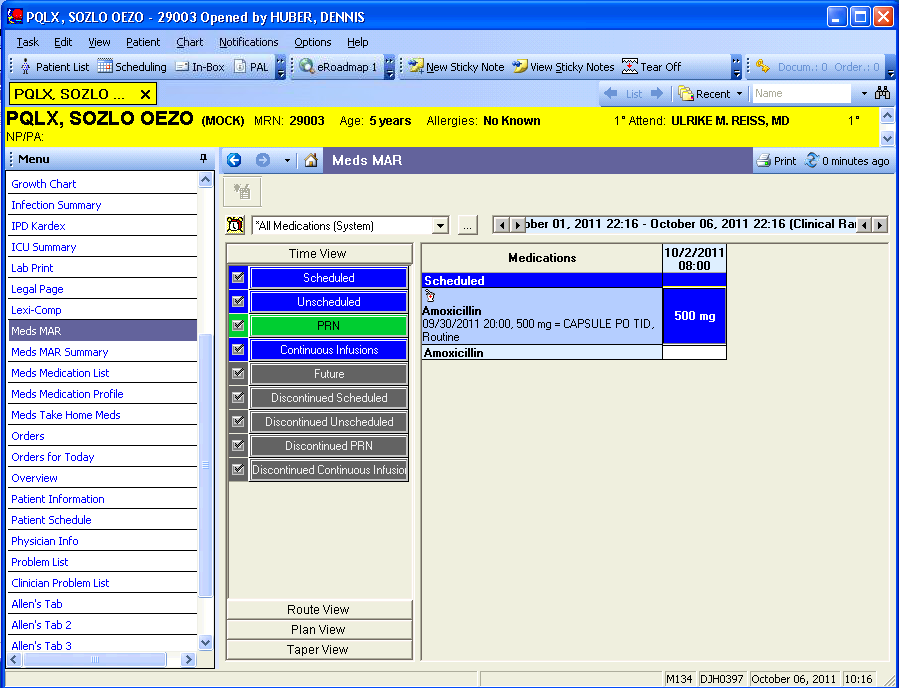 PQLX, SOZLO OEZO - 29003 Opened by HUBER, DENNIS
Task Edit View Patient Chart Notifications Options Help
Patient List Scheduling In-Box PAL eRoadmap 1 New Sticky Note View Sticky Notes Tear Off Docum.: 0 Order.: 0
PQLX, SOZLO ... List Recent Name
PQLX, SOZLO OEZO (MOCK) MRN: 29003 Age: 5 years Allergies: No Known 1° Attend: ULRIKE M. REISS, MD 1°
NP/PA:
Menu
Meds MAR
Print 0 minutes ago
Growth Chart
Infection Summary
IPD Kardex
ICU Summary
Lab Print
Legal Page
Lexi-Comp
Meds MAR
Meds MAR Summary
Meds Medication List
Meds Medication Profile
Meds Take Home Meds
Orders
Orders for Today
Overview
Patient Information
Patient Schedule
Physician Info
Problem List
Clinician Problem List
Allen's Tab
Allen's Tab 2
Allen's Tab 3
*All Medications (System) ... ober 01, 2011 22:16 - October 06, 2011 22:16 (Clinical Ra
Time View
Scheduled
Unscheduled
PRN
Continuous Infusions
Future
Discontinued Scheduled
Discontinued Unscheduled
Discontinued PRN
Discontinued Continuous Infusion
Route View
Plan View
Taper View
Medications 10/2/2011
08:00
Scheduled
Amoxicillin
09/30/2011 20:00, 500 mg = CAPSULE PO TID,
Routine
500 mg
Amoxicillin
M134 DJH0397 October 06, 2011 10:16